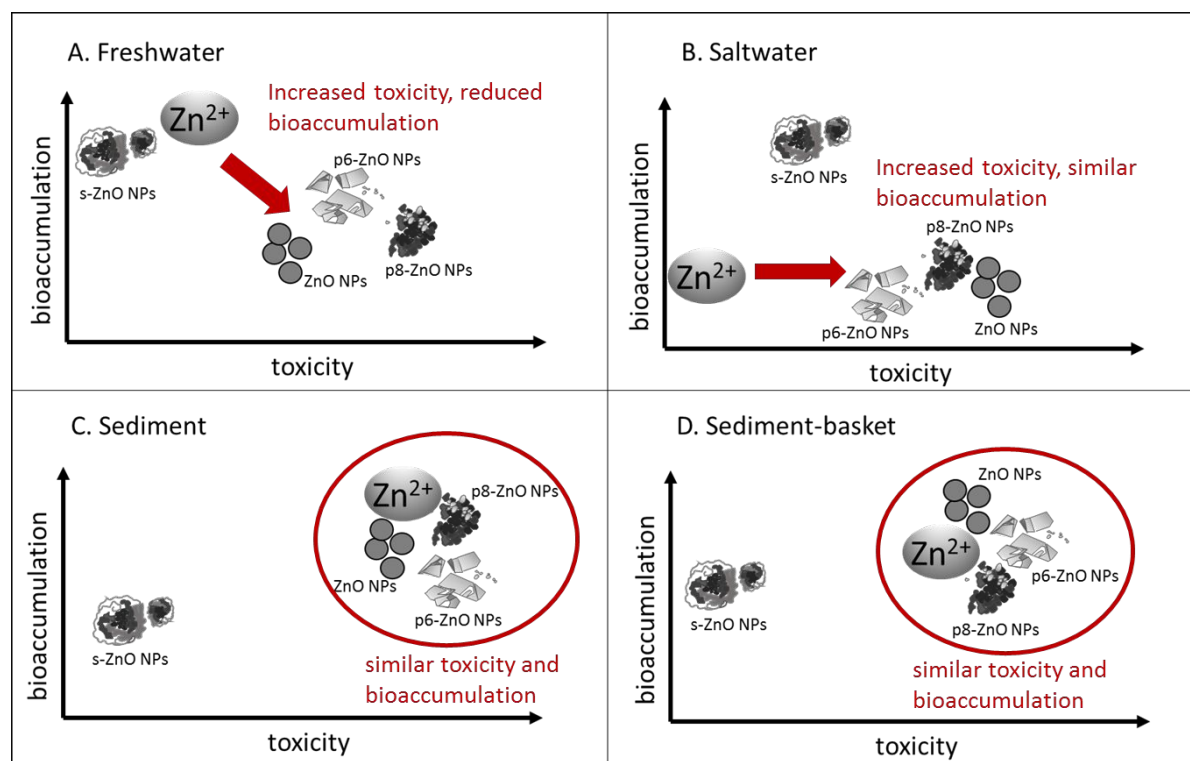 A. Freshwater
Increased toxicity, reduced
bioaccumulation
Zn2+
s-ZnO NPs
p6-ZnO NPs
ZnO NPs
p8-ZnO NPs
bioaccumulation
toxicity
B. Saltwater
s-ZnO NPs
Increased toxicity, similar
bioaccumulation
p8-ZnO NPs
Zn2+
p6-ZnO NPs
ZnO NPs
bioaccumulation
toxicity
C. Sediment
Zn2+
p8-ZnO NPs
ZnO NPs
p6-ZnO NPs
s-ZnO NPs
similar toxicity and
bioaccumulation
bioaccumulation
toxicity
D. Sediment-basket
ZnO NPs
Zn2+
p6-ZnO NPs
p8-ZnO NPs
s-ZnO NPs
similar toxicity and
bioaccumulation
bioaccumulation
toxicity